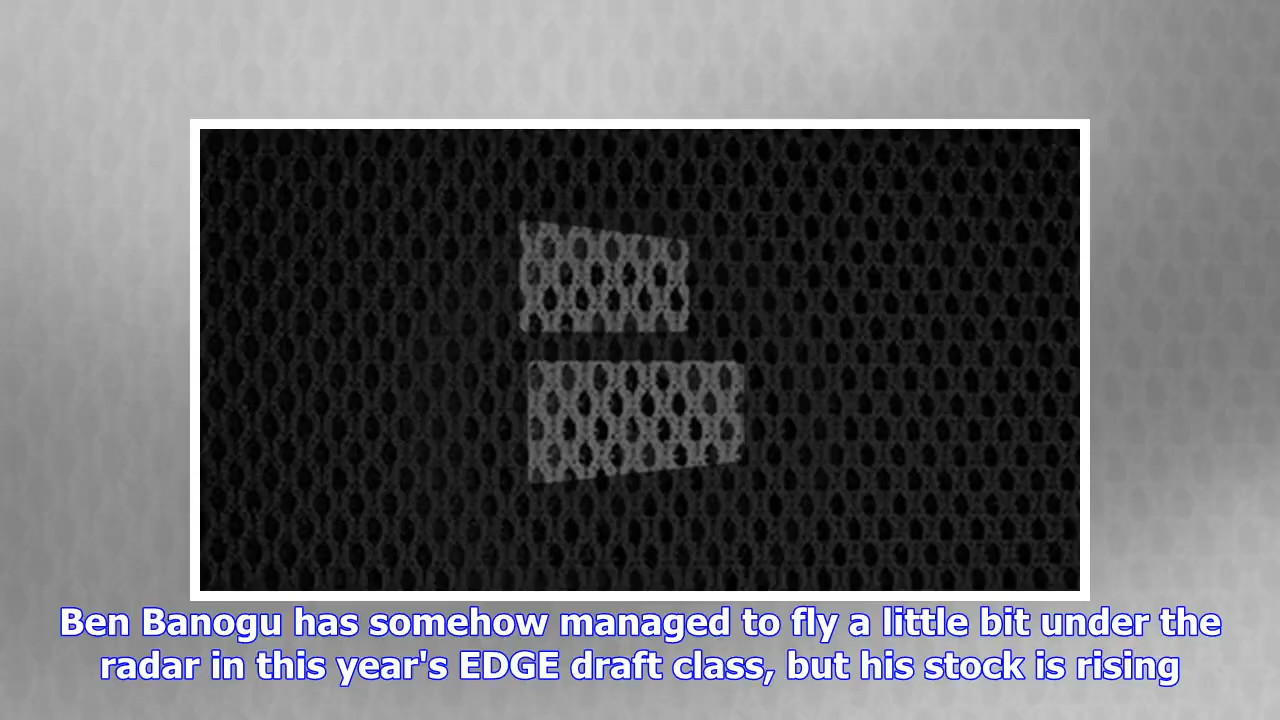 Ben Banogu has somehow managed to fly a little bit under the
radar in this year's EDGE draft class, but his stock is rising